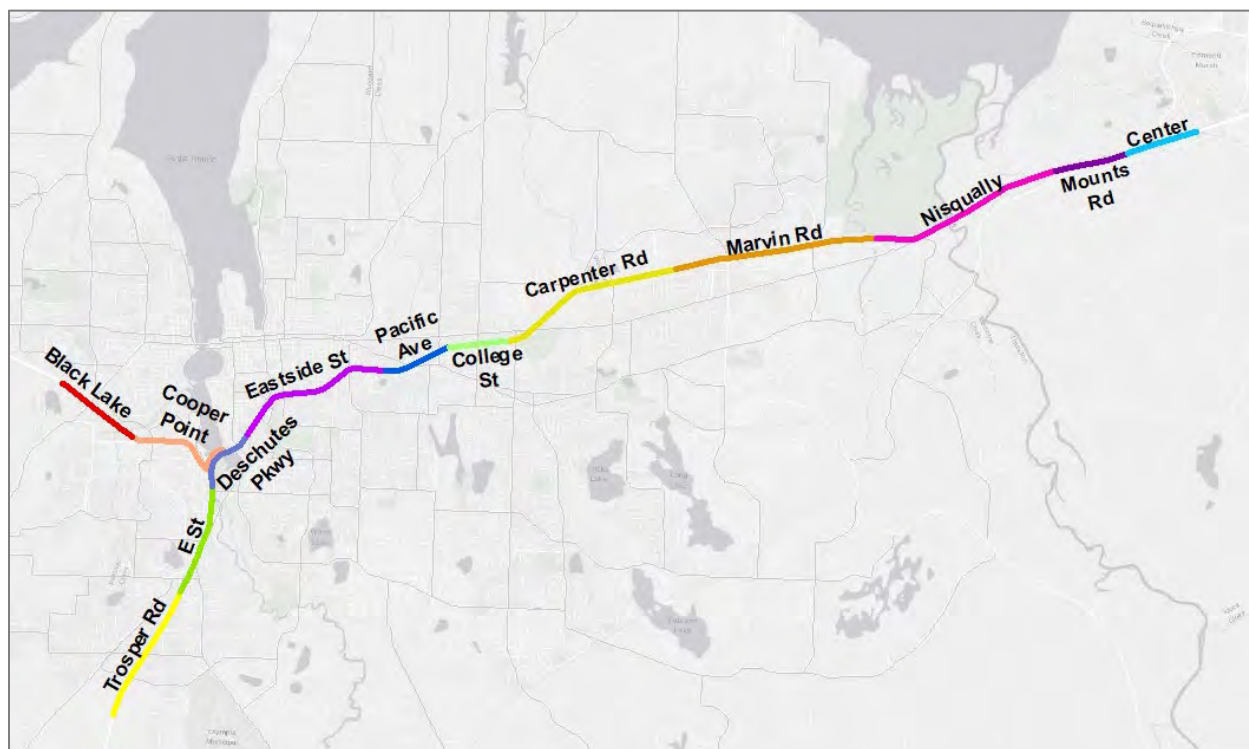 Center
Mounts
Rd
Nisqually
Marvin Rd
Carpenter Rd
Pacific
Ave
College
St
Eastside St
Black Lake
Cooper
Point
Deschutes
Pkwy
E St
Trosper Rd